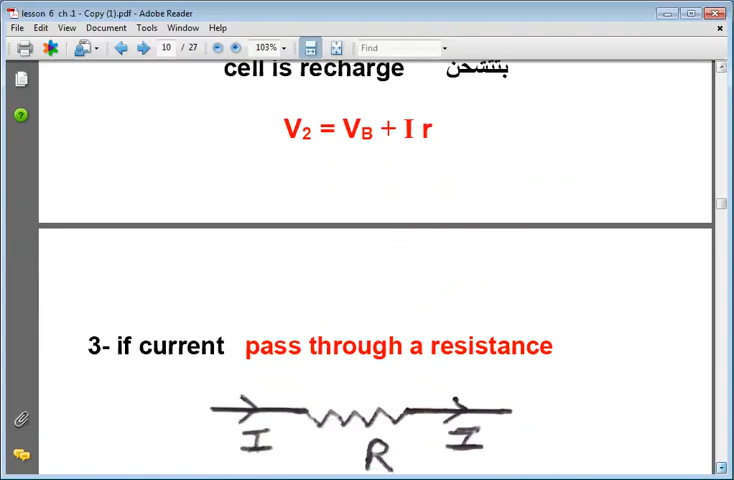 lesson 6 ch .1 - Copy (1).pdf - Adobe Reader
File Edit View Document Tools Window Help
10 / 27 103% Find
cell is recharge بتتشحن
V₂ = V_B + I r
3- if current pass through a resistance
I R I